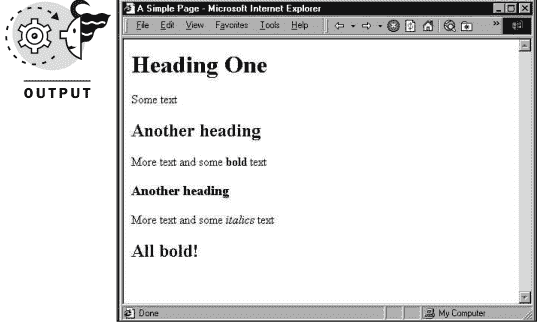 A Simple Page - Microsoft Internet Explorer
File Edit View Favorites Tools Help »
Heading One
Some text
OUTPUT
Another heading
More text and some bold text
Another heading
More text and some italics text
All bold!
Done My Computer